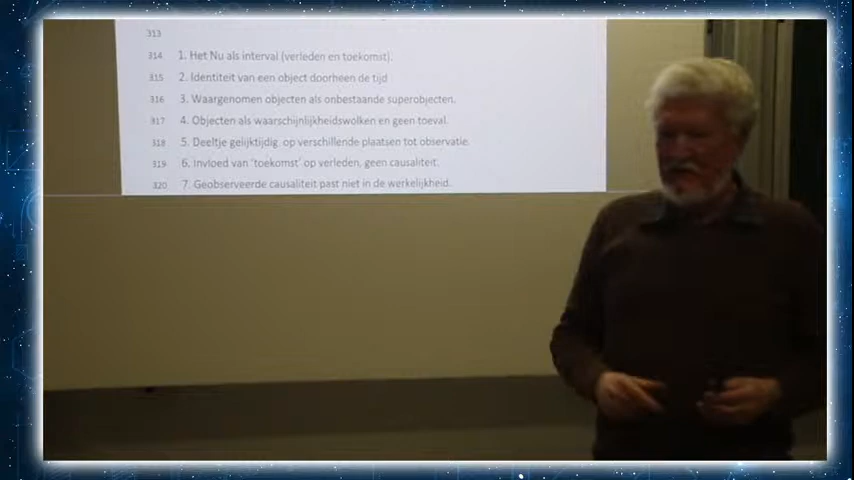 313
314 1. Het Nu als interval (verleden en toekomst).
315 2. Identiteit van een object doorheen de tijd
316 3. Waargenomen objecten als onbestaande superobjecten.
317 4. Objecten als waarschijnlijkheidswolken en geen toeval.
318 5. Deeltje gelijktijdig op verschillende plaatsen tot observatie.
319 6. Invloed van 'toekomst' op verleden, geen causaliteit.
320 7. Geobserveerde causaliteit past niet in de werkelijkheid.